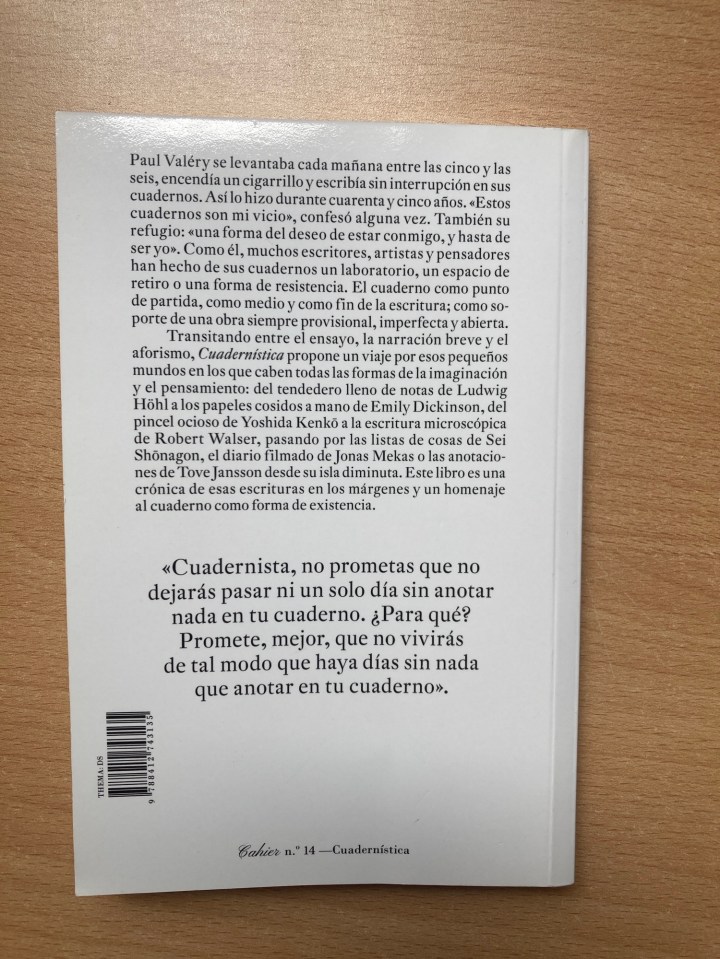 Paul Valéry se levantaba cada mañana entre las cinco y las
seis, encendía un cigarrillo y escribía sin interrupción en sus
cuadernos. Así lo hizo durante cuarenta y cinco años. «Estos
cuadernos son mi vicio», confesó alguna vez. También su
refugio: «una forma del deseo de estar conmigo, y hasta de
ser yo». Como él, muchos escritores, artistas y pensadores
han hecho de sus cuadernos un laboratorio, un espacio de
retiro o una forma de resistencia. El cuaderno como punto
de partida, como medio y como fin de la escritura; como so-
porte de una obra siempre provisional, imperfecta y abierta.
Transitando entre el ensayo, la narración breve y el
aforismo, Cuadernística propone un viaje por esos pequeños
mundos en los que caben todas las formas de la imaginación
y el pensamiento: del tendedero lleno de notas de Ludwig
Höhl a los papeles cosidos a mano de Emily Dickinson, del
pincel ocioso de Yoshida Kenkō a la escritura microscópica
de Robert Walser, pasando por las listas de cosas de Sei
Shōnagon, el diario filmado de Jonas Mekas o las anotacio-
nes de Tove Jansson desde su isla diminuta. Este libro es una
crónica de esas escrituras en los márgenes y un homenaje
al cuaderno como forma de existencia.
«Cuadernista, no prometas que no
dejarás pasar ni un solo día sin anotar
nada en tu cuaderno. ¿Para qué?
Promete, mejor, que no vivirás
de tal modo que haya días sin nada
que anotar en tu cuaderno».
THEMA: DS
9 788412 743135
Cahier n.º 14 —Cuadernística